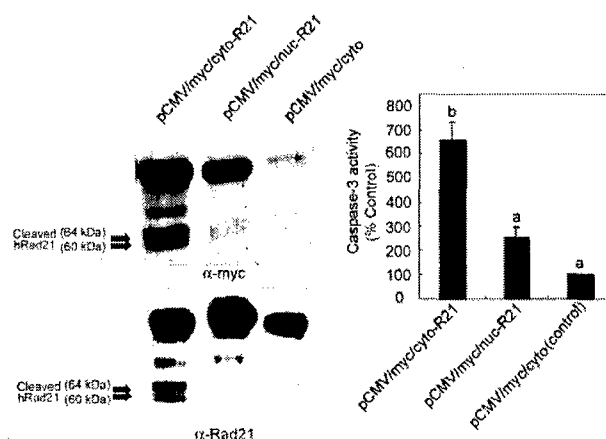 pCMV/myc/cyto-R21
pCMV/myc/nuc-R21
pCMV/myc/cyto
Cleaved (64 kDa)
hRad21 (60 kDa)
α-myc
Cleaved (64 kDa)
hRad21 (60 kDa)
α-Rad21
Caspase-3 activity
(% Control)
800
700
600
500
400
300
200
100
0
b
a
a
pCMV/myc/cyto-R21
pCMV/myc/nuc-R21
pCMV/myc/cyto(control)